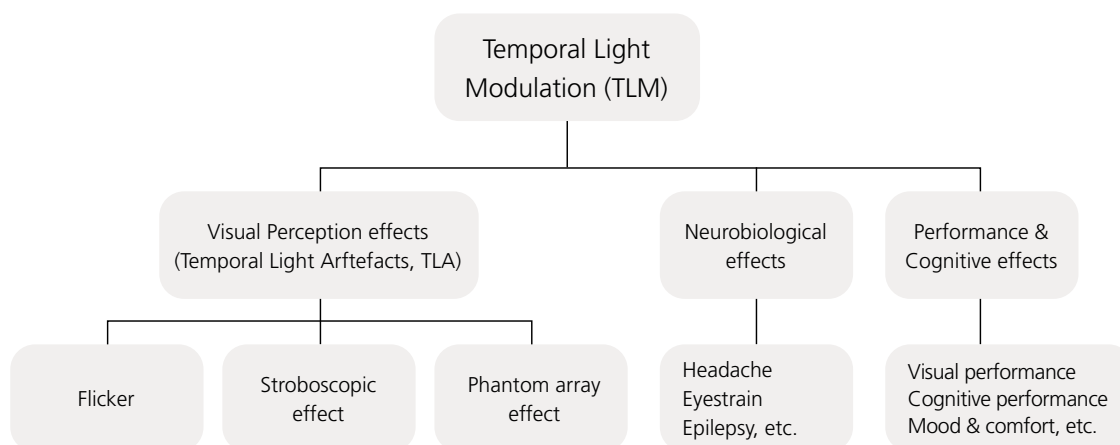 Temporal Light
Modulation (TLM)
Visual Perception effects
(Temporal Light Arftefacts, TLA)
Neurobiological
effects
Performance &
Cognitive effects
Flicker
Stroboscopic
effect
Phantom array
effect
Headache
Eyestrain
Epilepsy, etc.
Visual performance
Cognitive performance
Mood & comfort, etc.